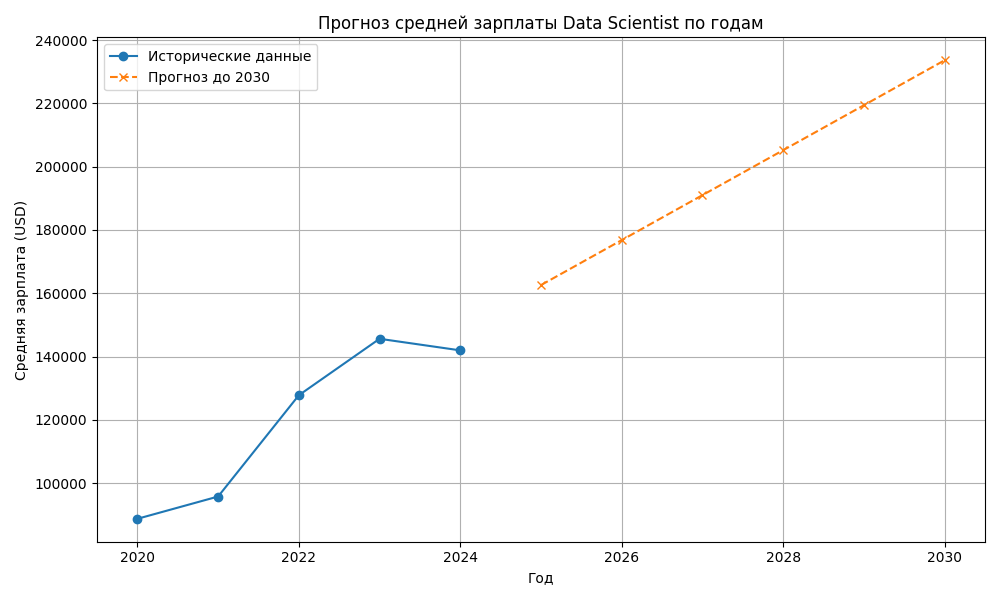 Прогноз средней зарплаты Data Scientist по годам
Исторические данные
Прогноз до 2030
Средняя зарплата (USD)
240000
220000
200000
180000
160000
140000
120000
100000
2020
2022
2024
2026
2028
2030
Год